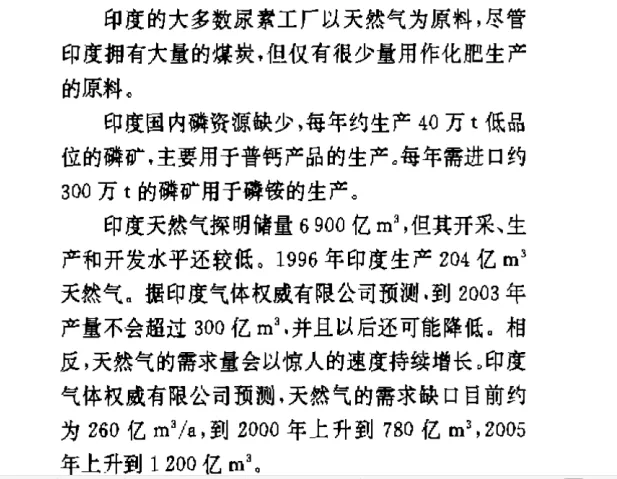 印度的大多数尿素工厂以天然气为原料,尽管
印度拥有大量的煤炭,但仅有很少量用作化肥生产
的原料。
印度国内磷资源缺少,每年约生产 40 万 t 低品
位的磷矿,主要用于普钙产品的生产。每年需进口约
300 万 t 的磷矿用于磷铵的生产。
印度天然气探明储量 6 900 亿 m³,但其开采、生
产和开发水平还较低。1996 年印度生产 204 亿 m³
天然气。据印度气体权威有限公司预测,到 2003 年
产量不会超过 300 亿 m³,并且以后还可能降低。相
反,天然气的需求量会以惊人的速度持续增长。印度
气体权威有限公司预测,天然气的需求缺口目前约
为 260 亿 m³/a,到 2000 年上升到 780 亿 m³,2005
年上升到 1 200 亿 m³。